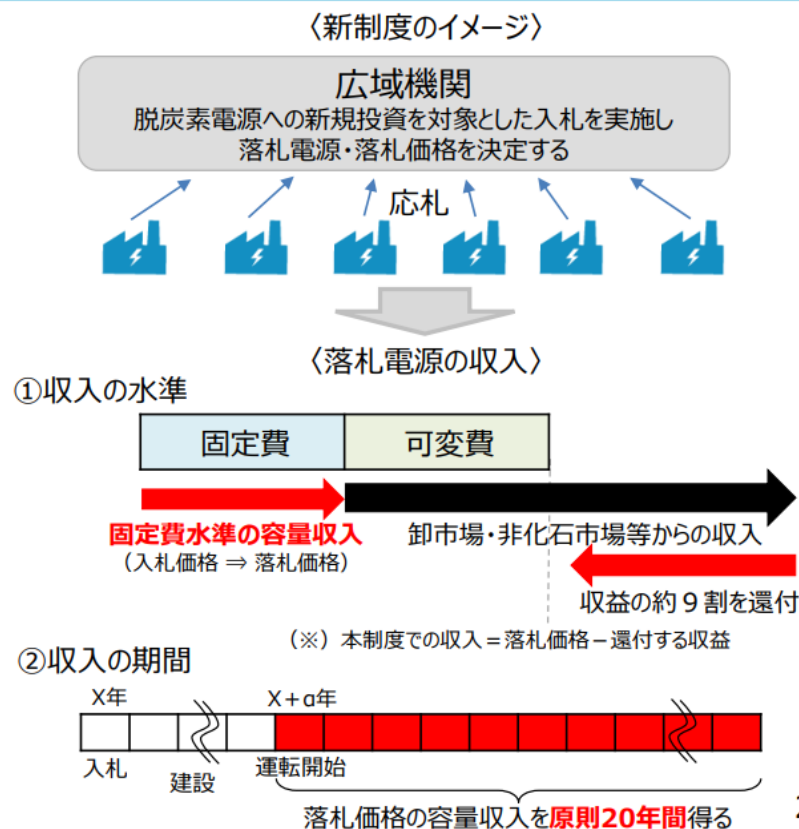 〈新制度のイメージ〉
広域機関
脱炭素電源への新規投資を対象とした入札を実施し
落札電源・落札価格を決定する
応札
〈落札電源の収入〉
①収入の水準
固定費
可変費
固定費水準の容量収入
（入札価格 ⇒ 落札価格）
卸市場・非化石市場等からの収入
収益の約９割を還付
（※）本制度での収入＝落札価格－還付する収益
②収入の期間
X年
X＋α年
入札
建設
運転開始
落札価格の容量収入を原則20年間得る